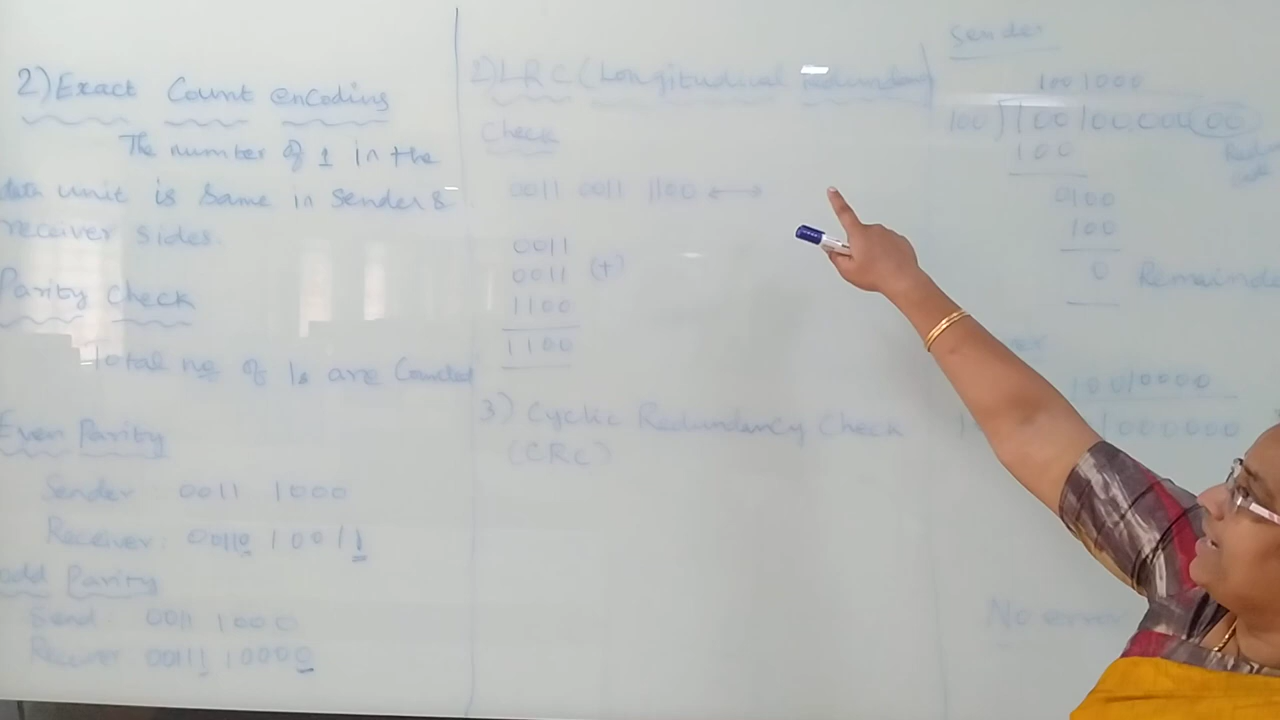 2) Exact Count encoding
The number of 1 in the
data unit is same in Sender &
receiver sides.
Parity Check
Total no of 1s are Counted
Even Parity
Sender: 0011 1000
Receiver: 00110 10011
odd Parity
Send: 0011 1000
Receiver 00111 10000
2) LRC (Longitudinal Redundancy
Check
0011 0011 1100
0011
0011 (+)
1100
1100
3) Cyclic Redundancy Check
(CRC)
Sender
1001000
100
100
0100
100
0 Remainder
10010000
1000000
No error